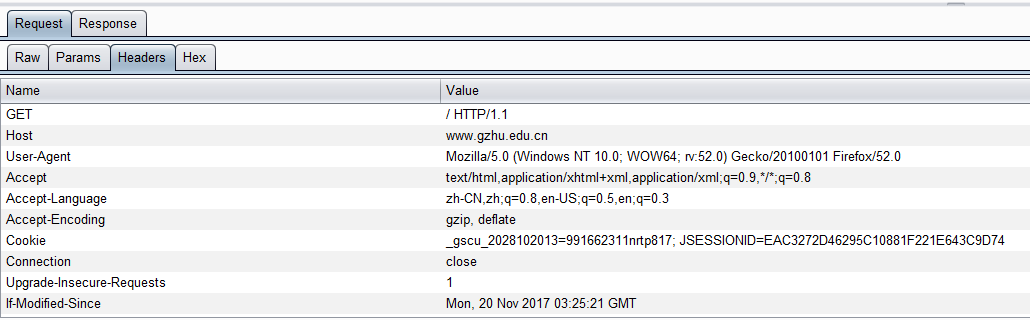 Request Response
Raw Params Headers Hex
Name Value
GET / HTTP/1.1
Host www.gzhu.edu.cn
User-Agent Mozilla/5.0 (Windows NT 10.0; WOW64; rv:52.0) Gecko/20100101 Firefox/52.0
Accept text/html,application/xhtml+xml,application/xml;q=0.9,*/*;q=0.8
Accept-Language zh-CN,zh;q=0.8,en-US;q=0.5,en;q=0.3
Accept-Encoding gzip, deflate
Cookie _gscu_2028102013=991662311nrtp817; JSESSIONID=EAC3272D46295C10881F221E643C9D74
Connection close
Upgrade-Insecure-Requests 1
If-Modified-Since Mon, 20 Nov 2017 03:25:21 GMT